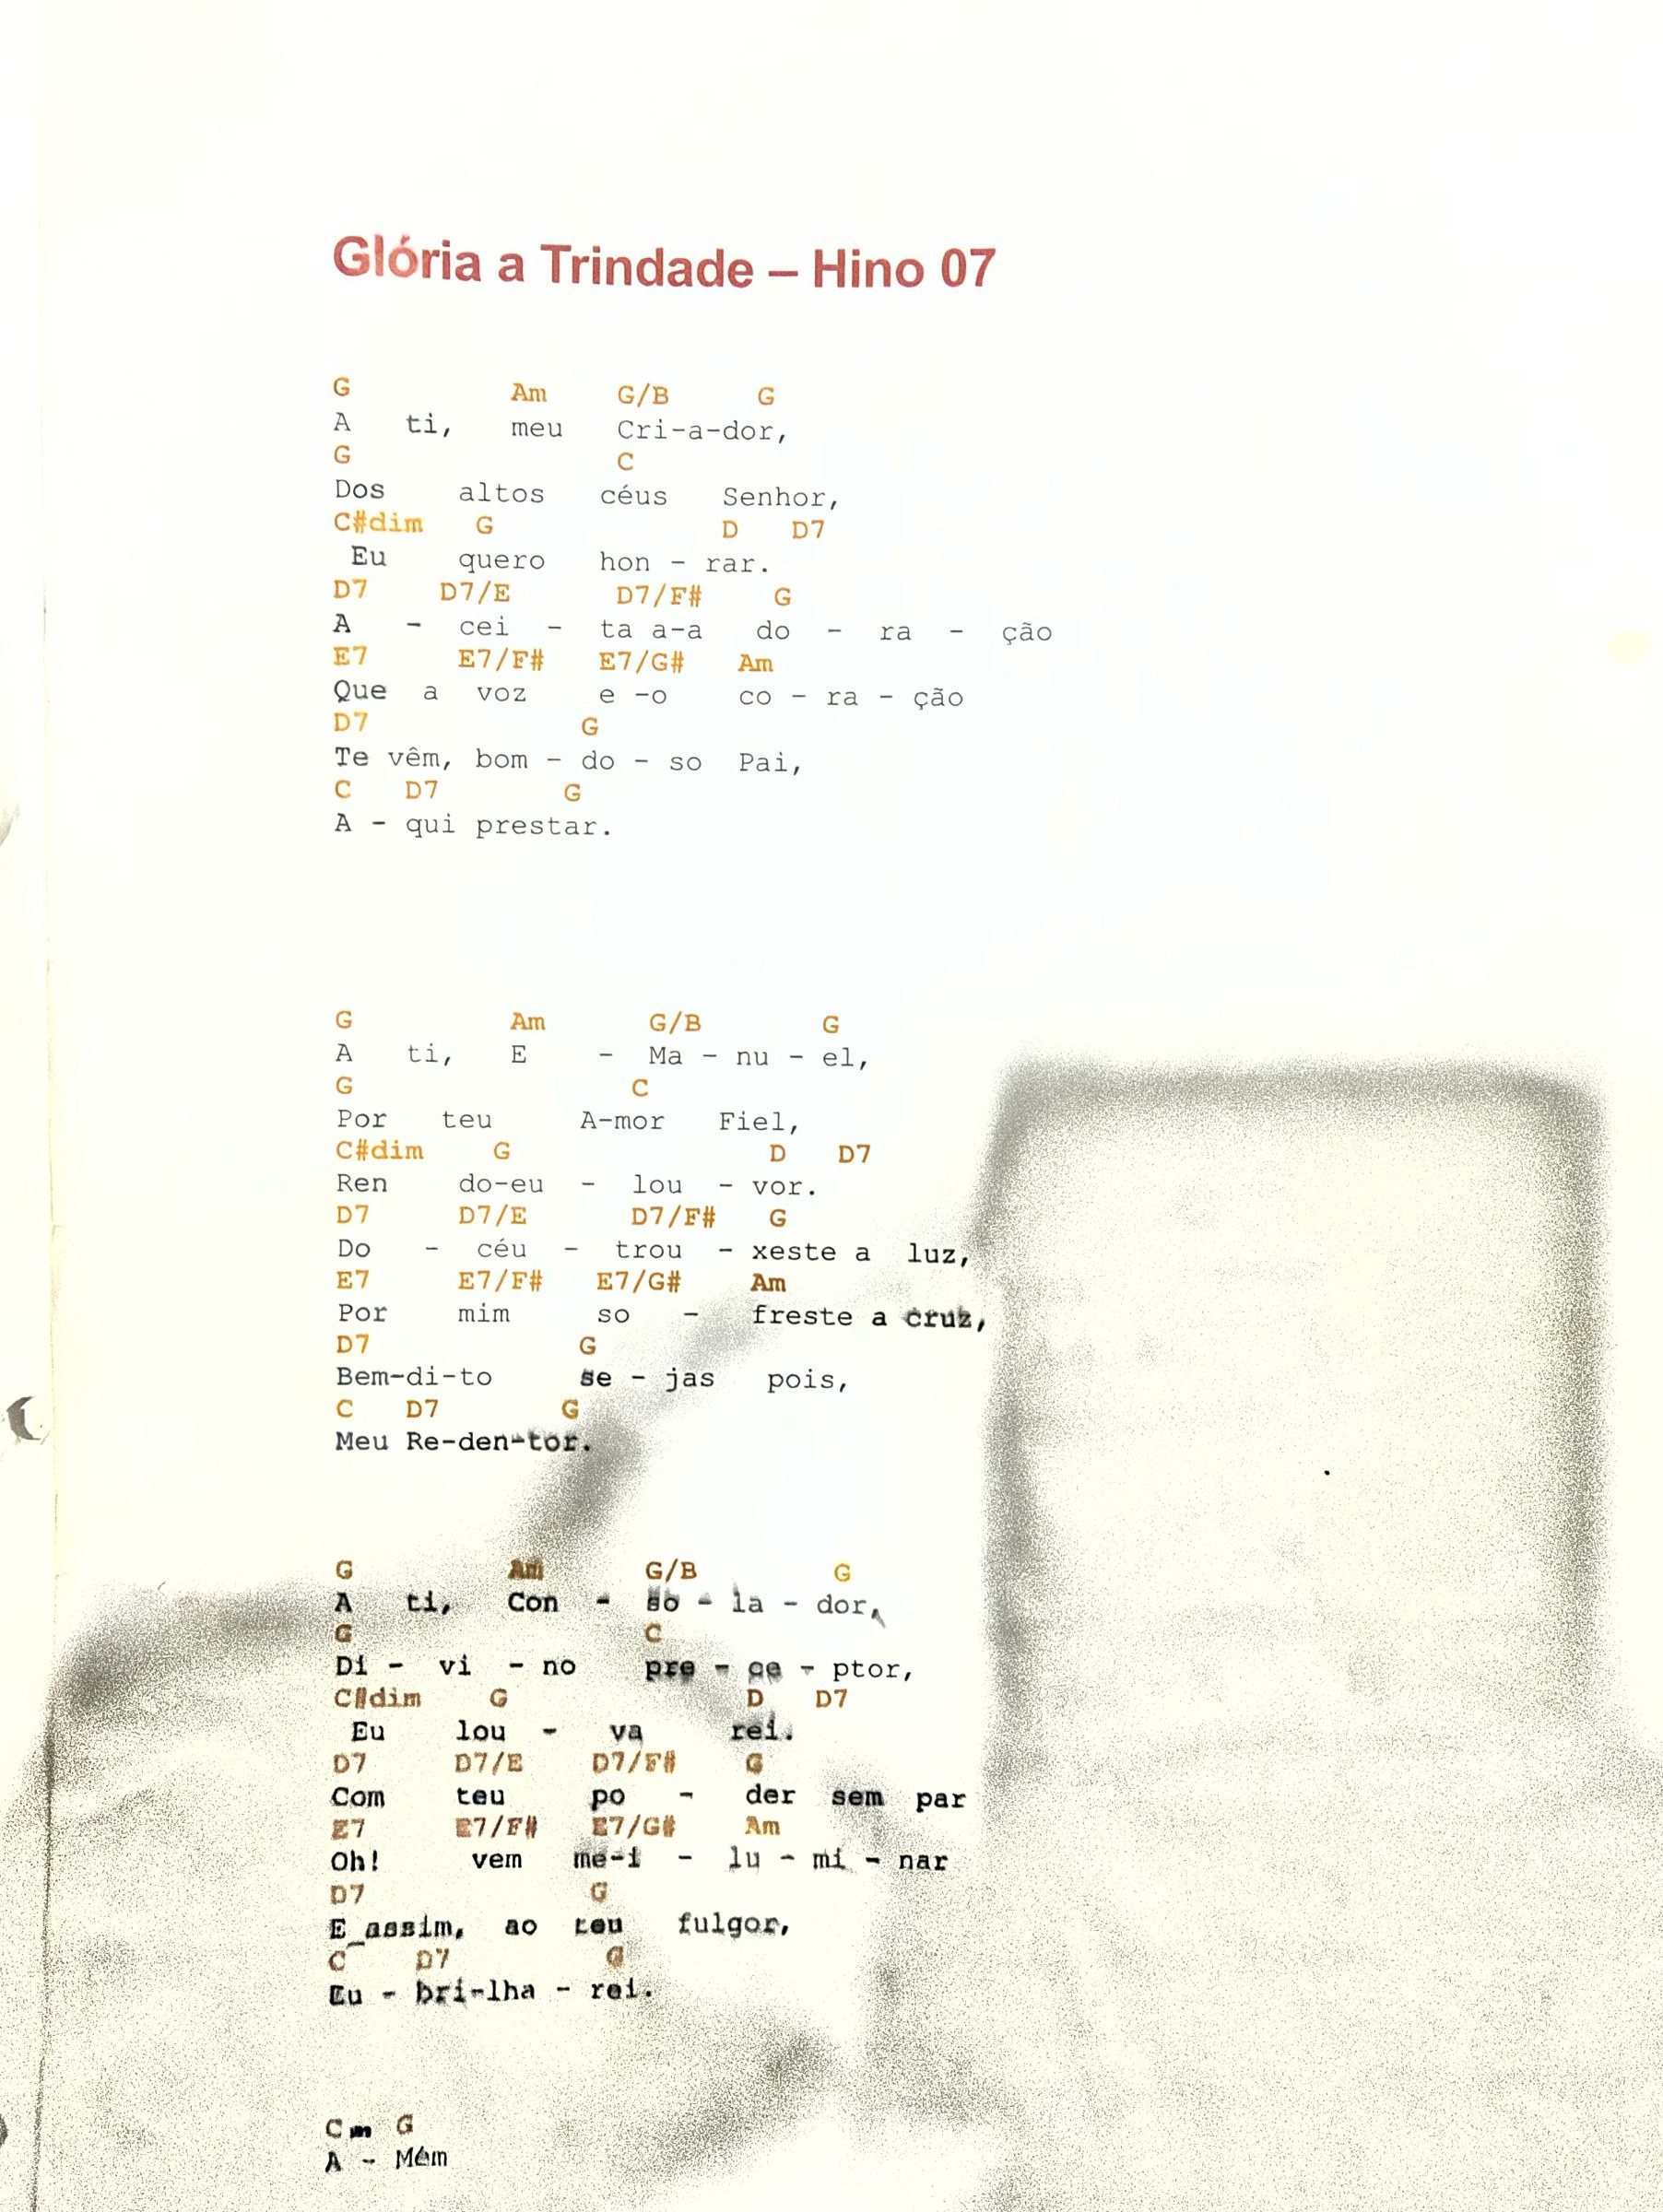 Glória a Trindade – Hino 07
G Am G/B G
A ti, meu Cri-a-dor,
G C
Dos altos céus Senhor,
C#dim G D D7
Eu quero hon - rar.
D7 D7/E D7/F# G
A - cei - ta a-a do - ra - ção
E7 E7/F# E7/G# Am
Que a voz e -o co - ra - ção
D7 G
Te vêm, bom - do - so Pai,
C D7 G
A - qui prestar.
G Am G/B G
A ti, E - Ma - nu - el,
G C
Por teu A-mor Fiel,
C#dim G D D7
Ren do-eu - lou - vor.
D7 D7/E D7/F# G
Do - céu - trou - xeste a luz,
E7 E7/F# E7/G# Am
Por mim so - freste a cruz,
D7 G
Bem-di-to se - jas pois,
C D7 G
Meu Re-den-tor.
G Am G/B G
A ti, Con - so - la - dor,
G C
Di - vi - no pre - ce - ptor,
C#dim G D D7
Eu lou - va rei.
D7 D7/E D7/F# G
Com teu po - der sem par
E7 E7/F# E7/G# Am
Oh! vem me-i - lu - mi - nar
D7 G
E_assim, ao teu fulgor,
C D7 G
Eu - bri-lha - rei.
Cm G
A - Mém